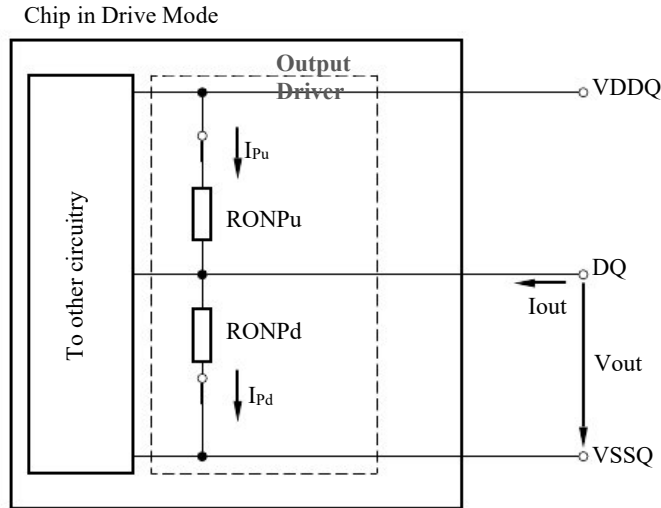 Chip in Drive Mode
Output
Driver
VDDQ
IPu
RONPu
To other circuitry
DQ
Iout
RONPd
Vout
IPd
VSSQ